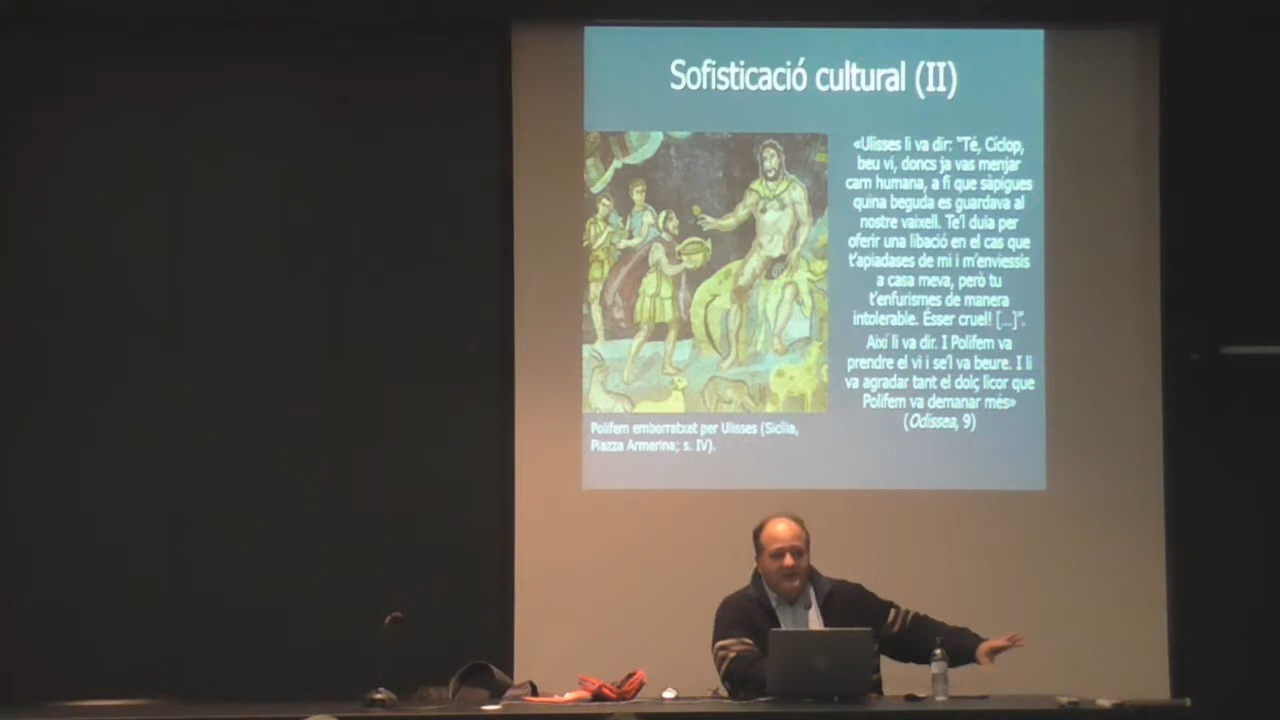 Sofisticació cultural (II)
«Ulisses li va dir: “Té, Cíclop,
beu vi, doncs ja vas menjar
carn humana, a fi que sàpigues
quina beguda es guardava al
nostre vaixell. Te’l duia per
oferir una libació en el cas que
t’apiadases de mi i m’enviessis
a casa meva, però tu
t’enfurismes de manera
intolerable. Ésser cruel! [...]”.
Així li va dir. I Polifem va
prendre el vi i se’l va beure. I li
va agradar tant el dolç licor que
Polifem va demanar més»
(Odissea, 9)
Polifem emborratxat per Ulisses (Sicília,
Piazza Armerina; s. IV).